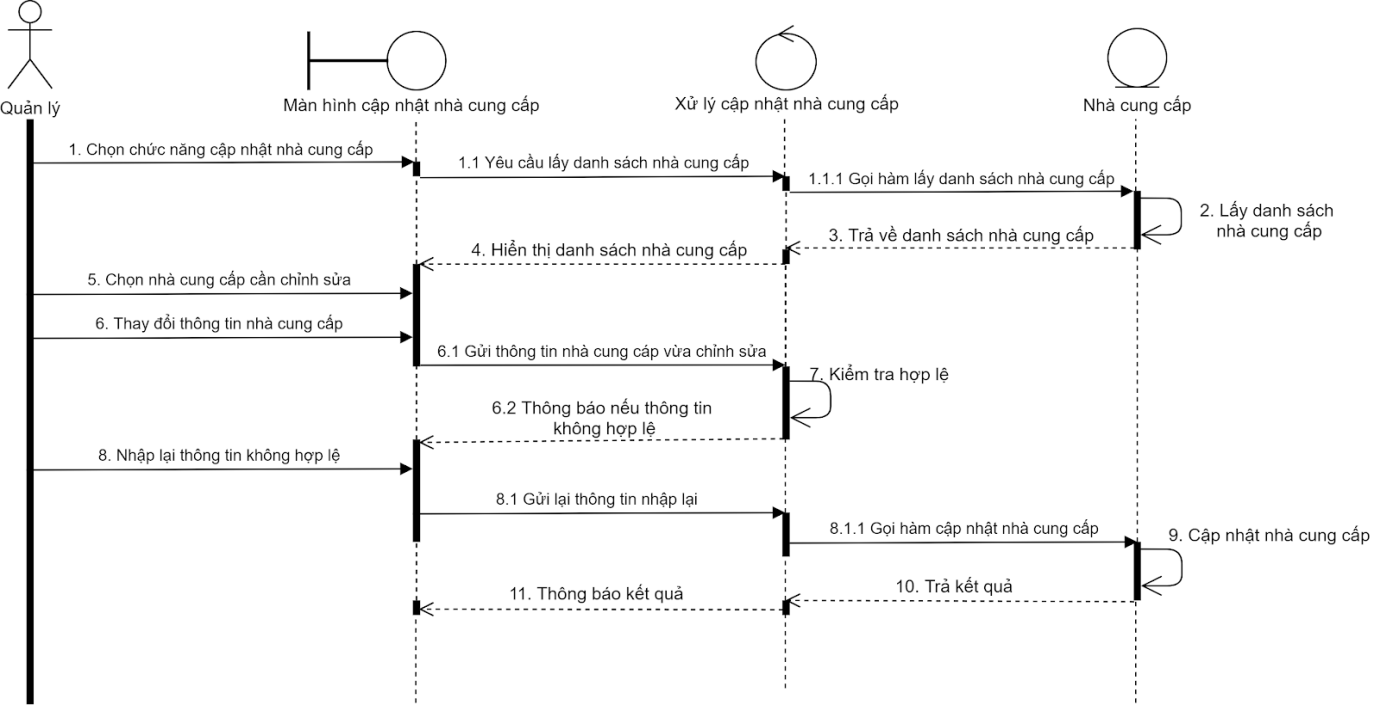 Quản lý
Màn hình cập nhật nhà cung cấp
Xử lý cập nhật nhà cung cấp
Nhà cung cấp
1. Chọn chức năng cập nhật nhà cung cấp
1.1 Yêu cầu lấy danh sách nhà cung cấp
1.1.1 Gọi hàm lấy danh sách nhà cung cấp
2. Lấy danh sách
nhà cung cấp
3. Trả về danh sách nhà cung cấp
4. Hiển thị danh sách nhà cung cấp
5. Chọn nhà cung cấp cần chỉnh sửa
6. Thay đổi thông tin nhà cung cấp
6.1 Gửi thông tin nhà cung cáp vừa chỉnh sửa
7. Kiểm tra hợp lệ
6.2 Thông báo nếu thông tin
không hợp lệ
8. Nhập lại thông tin không hợp lệ
8.1 Gửi lại thông tin nhập lại
8.1.1 Gọi hàm cập nhật nhà cung cấp
9. Cập nhật nhà cung cấp
10. Trả kết quả
11. Thông báo kết quả